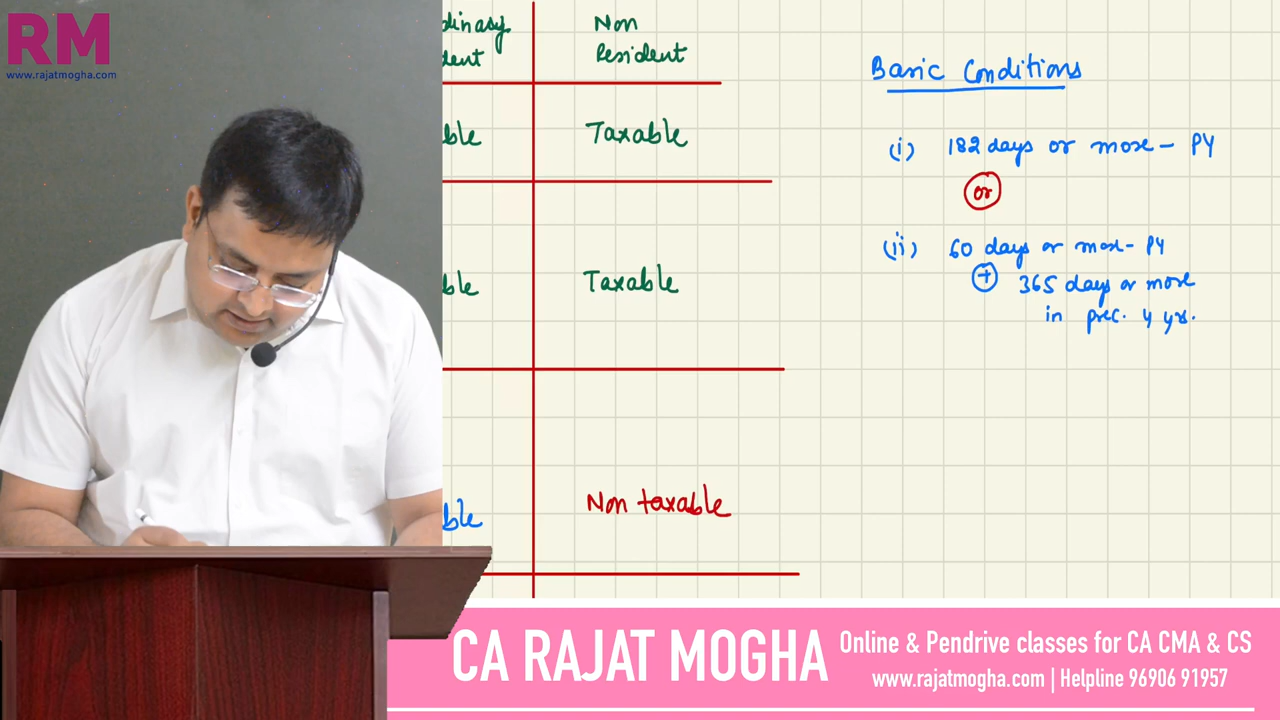 RM
www.rajatmogha.com
dinary
dent
Non
Resident
ble
Taxable
ble
Taxable
ble
Non taxable
Basic Conditions
(i) 182 days or more - PY
or
(ii) 60 days or more - PY
+ 365 days or more
in prec. 4 yrs.
CA RAJAT MOGHA
Online & Pendrive classes for CA CMA & CS
www.rajatmogha.com | Helpline 96906 91957